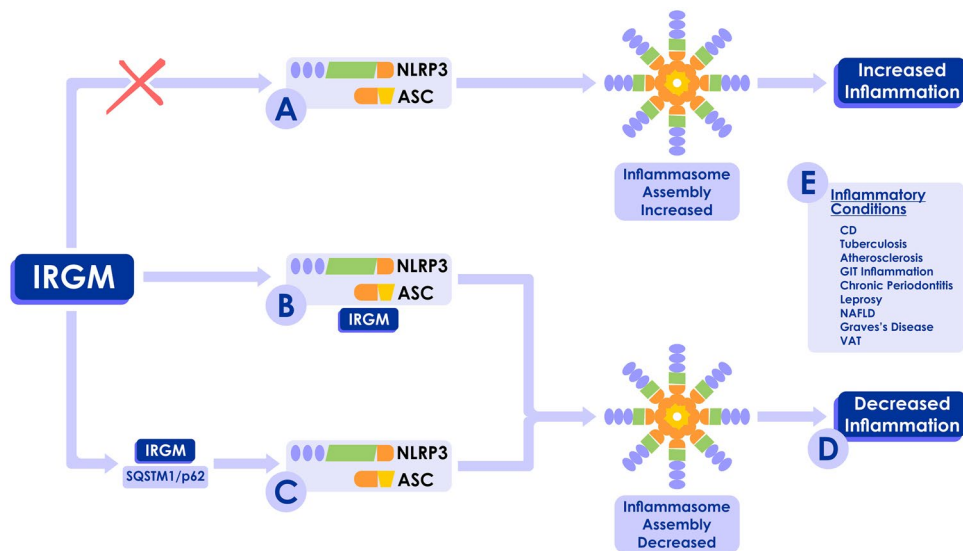 NLRP3
ASC
A
Inflammasome
Assembly
Increased
Increased
Inflammation
E
Inflammatory
Conditions
CD
Tuberculosis
Atherosclerosis
GIT Inflammation
Chronic Periodontitis
Leprosy
NAFLD
Graves's Disease
VAT
IRGM
NLRP3
ASC
B
IRGM
IRGM
SQSTM1/p62
NLRP3
ASC
C
Inflammasome
Assembly
Decreased
Decreased
Inflammation
D